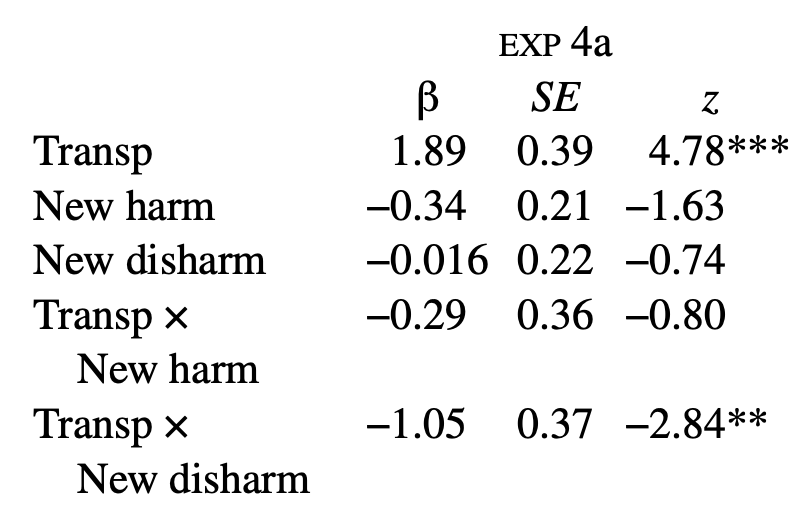 EXP 4a
β SE z
Transp 1.89 0.39 4.78***
New harm −0.34 0.21 −1.63
New disharm −0.016 0.22 −0.74
Transp × −0.29 0.36 −0.80
New harm
Transp × −1.05 0.37 −2.84**
New disharm